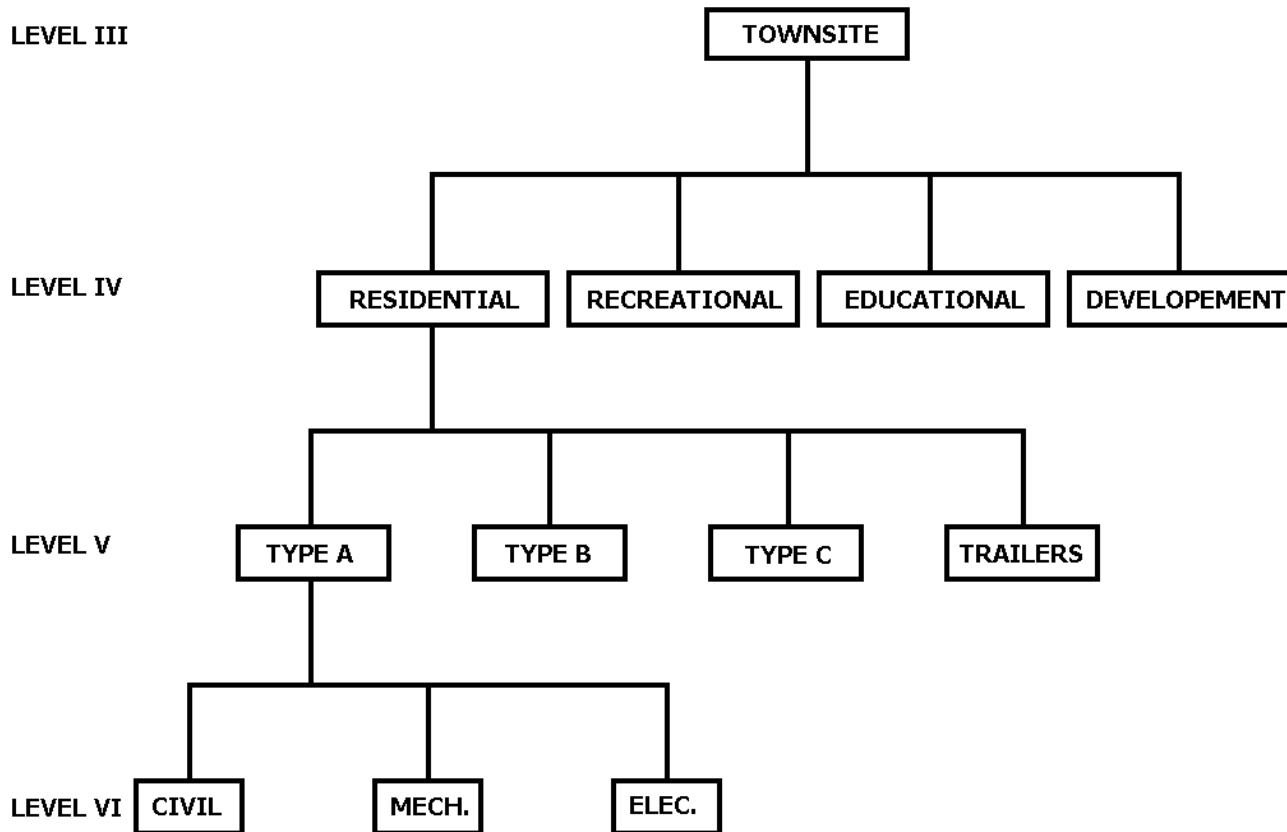 LEVEL III
TOWNSITE
LEVEL IV
RESIDENTIAL
RECREATIONAL
EDUCATIONAL
DEVELOPEMENT
LEVEL V
TYPE A
TYPE B
TYPE C
TRAILERS
LEVEL VI
CIVIL
MECH.
ELEC.